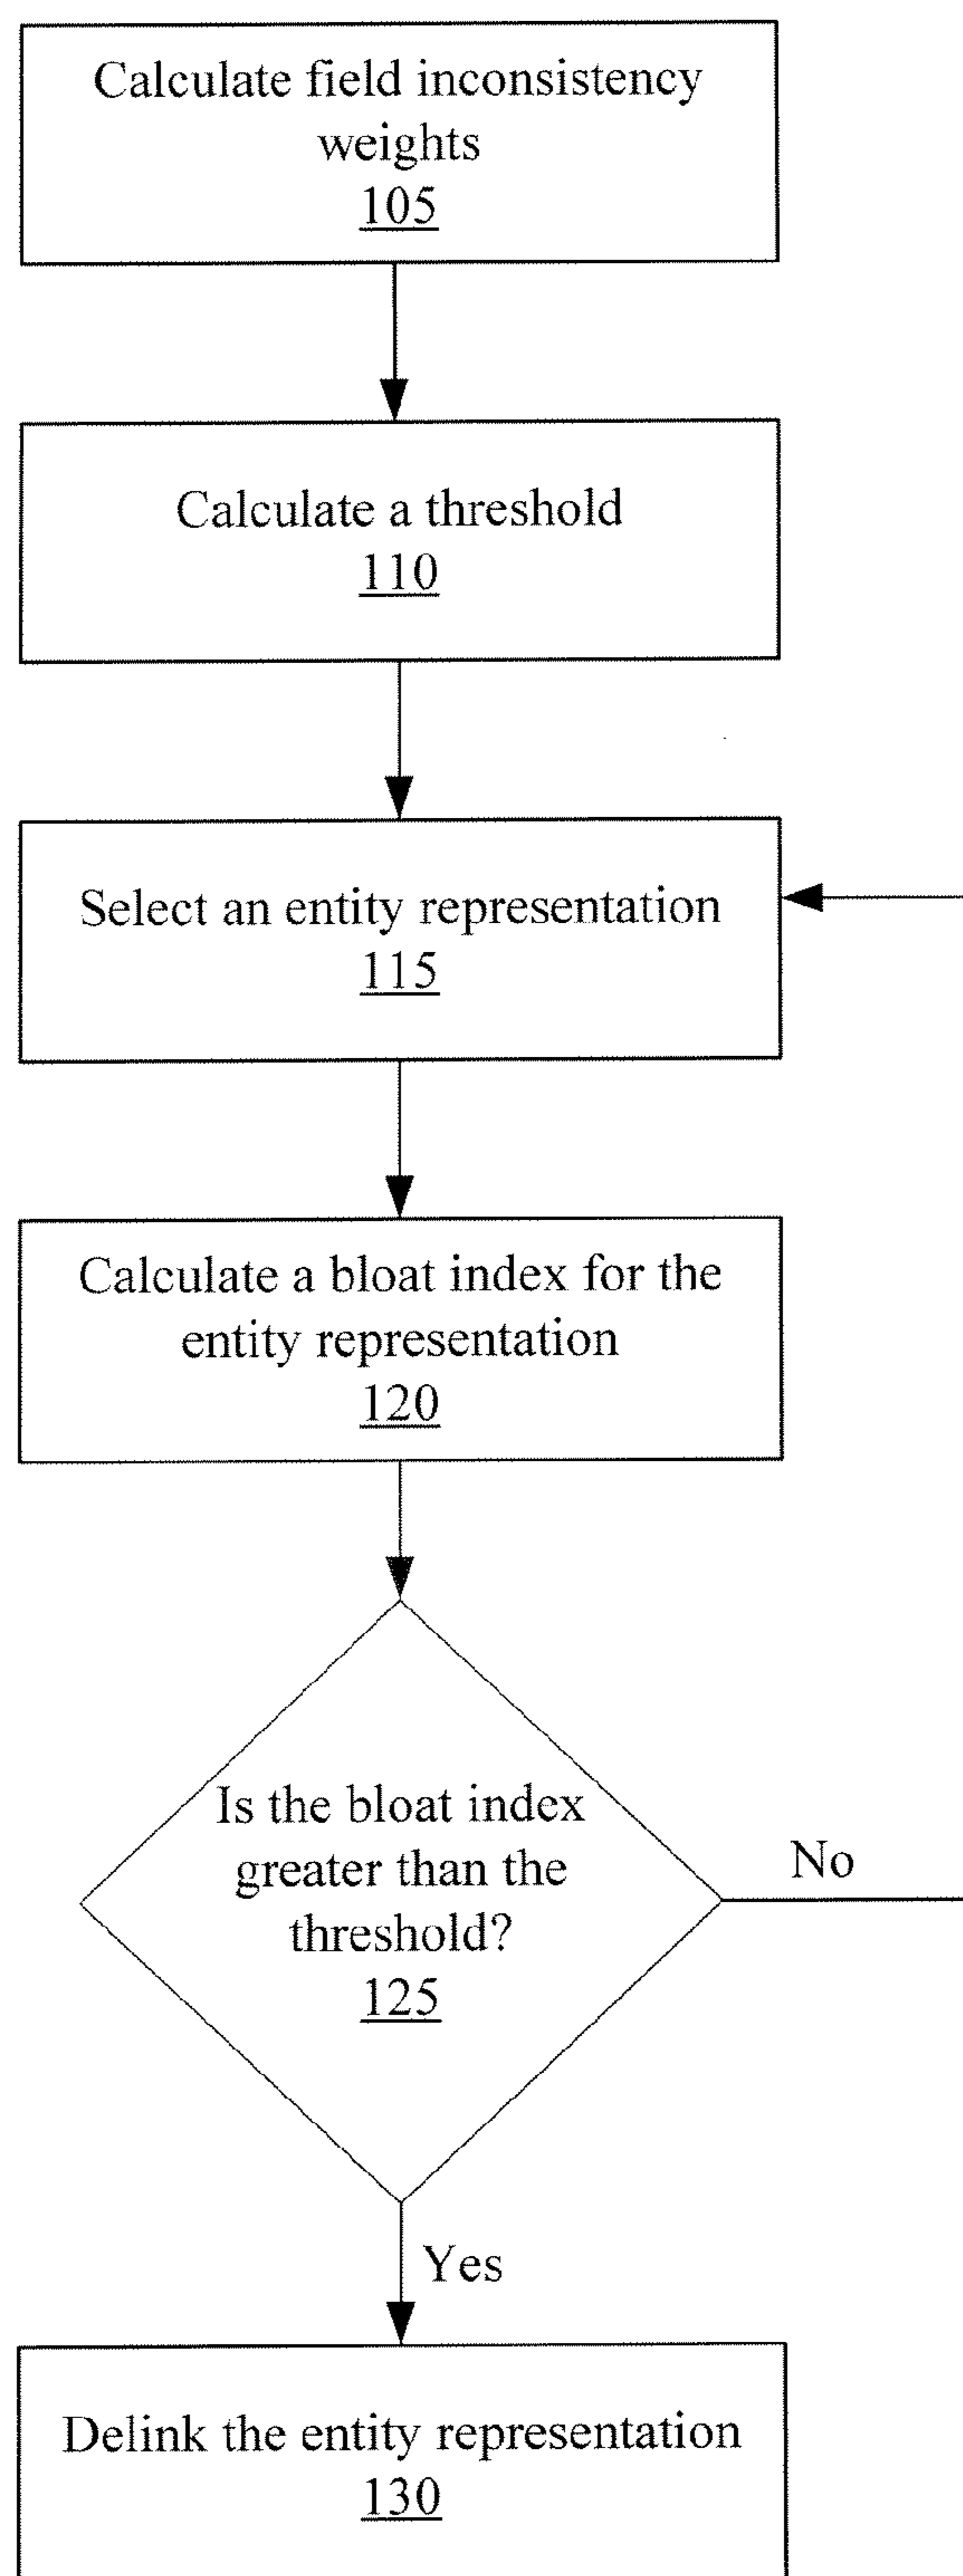 Calculate field inconsistency
weights
105
Calculate a threshold
110
Select an entity representation
115
Calculate a bloat index for the
entity representation
120
Is the bloat index
greater than the
threshold?
125
No
Yes
Delink the entity representation
130